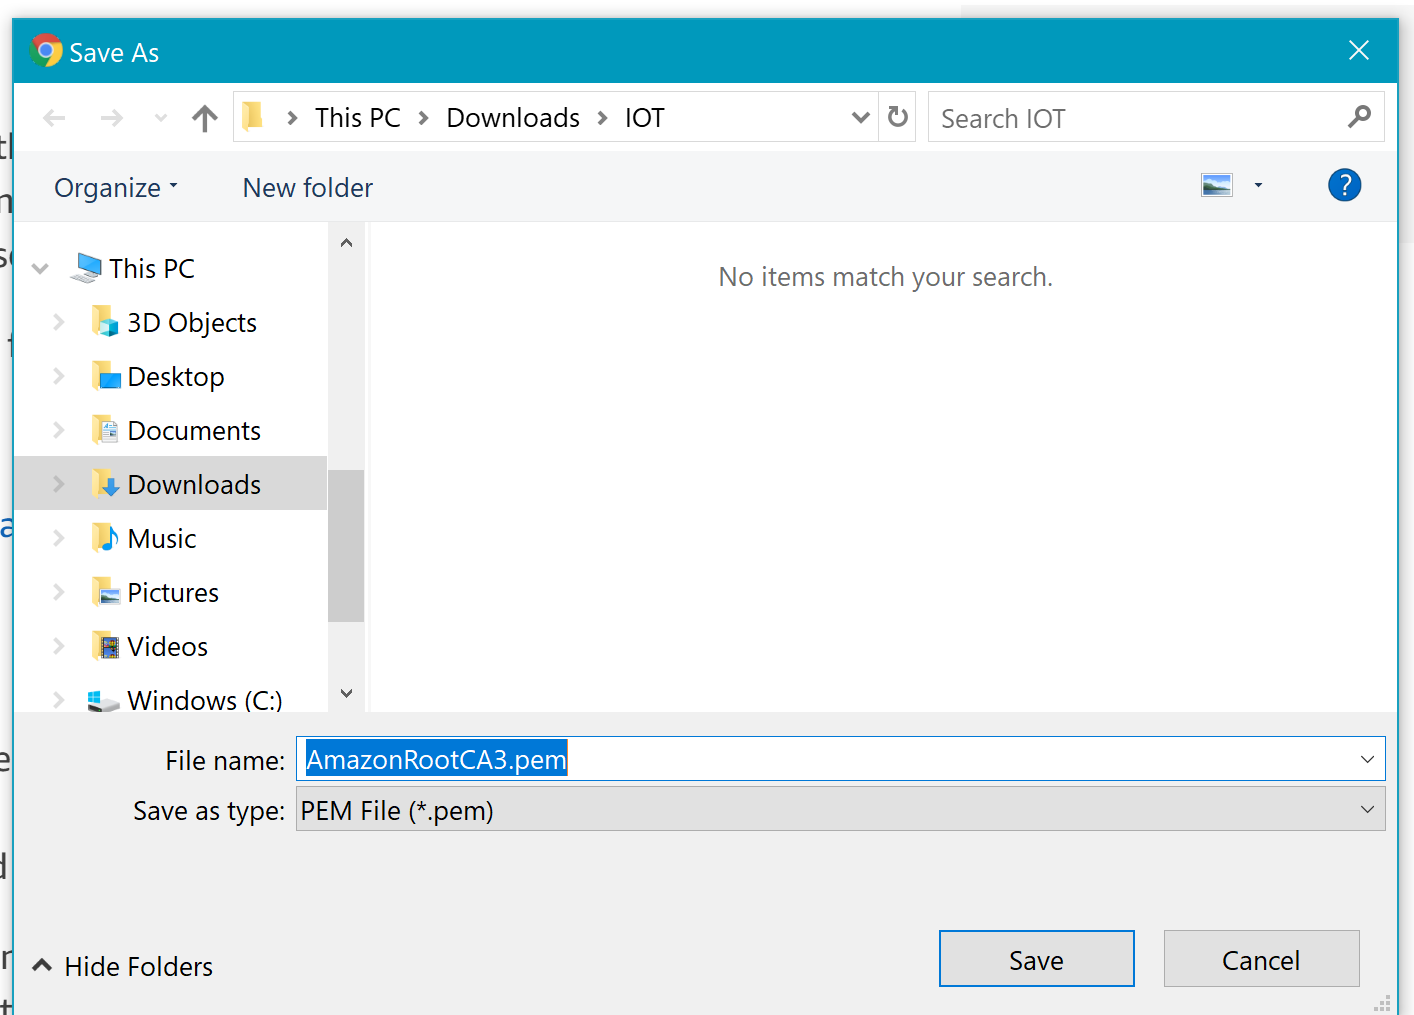 Save As
This PC > Downloads > IOT
Search IOT
Organize
New folder
?
No items match your search.
This PC
3D Objects
Desktop
Documents
Downloads
Music
Pictures
Videos
Windows (C:)
File name: AmazonRootCA3.pem
Save as type: PEM File (*.pem)
Hide Folders
Save
Cancel